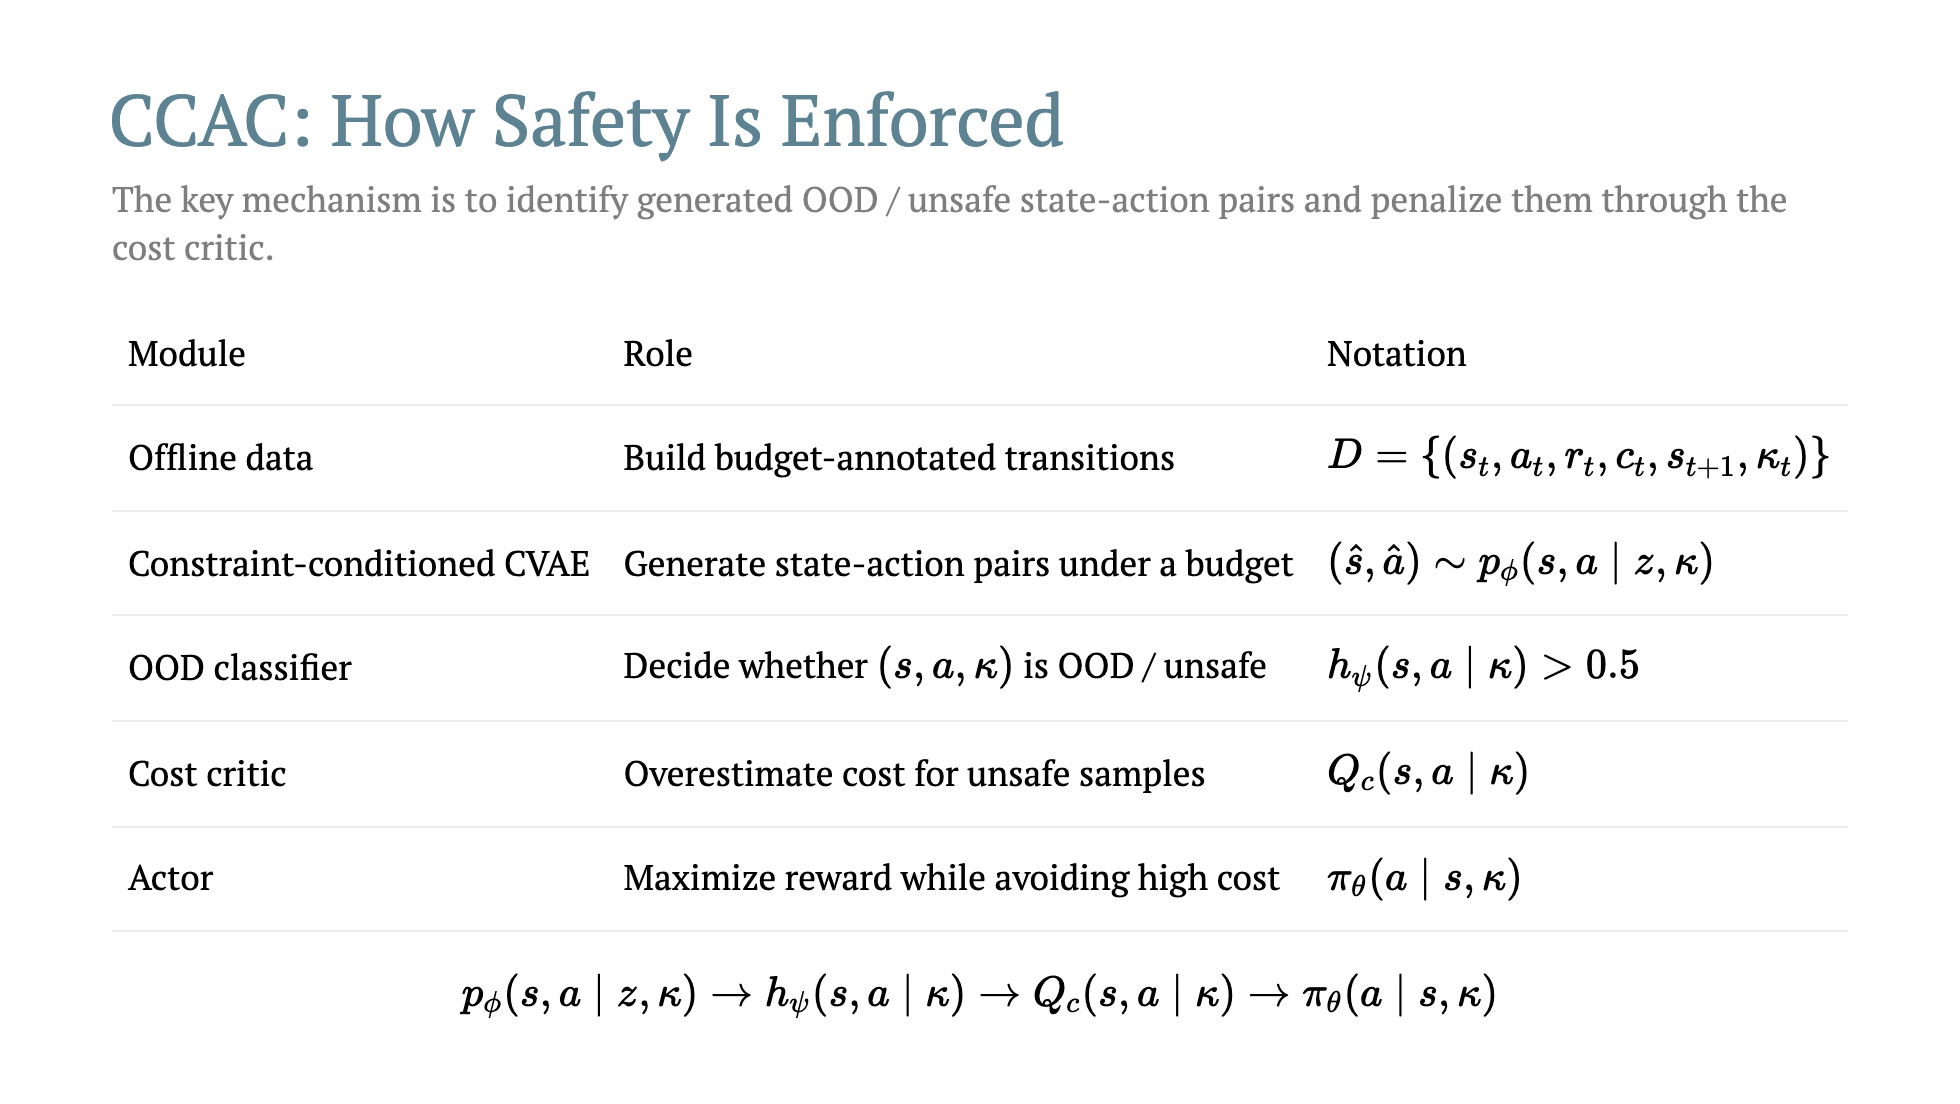 CCAC: How Safety Is Enforced
The key mechanism is to identify generated OOD / unsafe state-action pairs and penalize them through the
cost critic.
Module Role Notation
Offline data Build budget-annotated transitions D = {(s_t, a_t, r_t, c_t, s_{t+1}, κ_t)}
Constraint-conditioned CVAE Generate state-action pairs under a budget (ŝ, â) ∼ p_ϕ(s, a | z, κ)
OOD classifier Decide whether (s, a, κ) is OOD / unsafe h_ψ(s, a | κ) > 0.5
Cost critic Overestimate cost for unsafe samples Q_c(s, a | κ)
Actor Maximize reward while avoiding high cost π_θ(a | s, κ)
p_ϕ(s, a | z, κ) → h_ψ(s, a | κ) → Q_c(s, a | κ) → π_θ(a | s, κ)